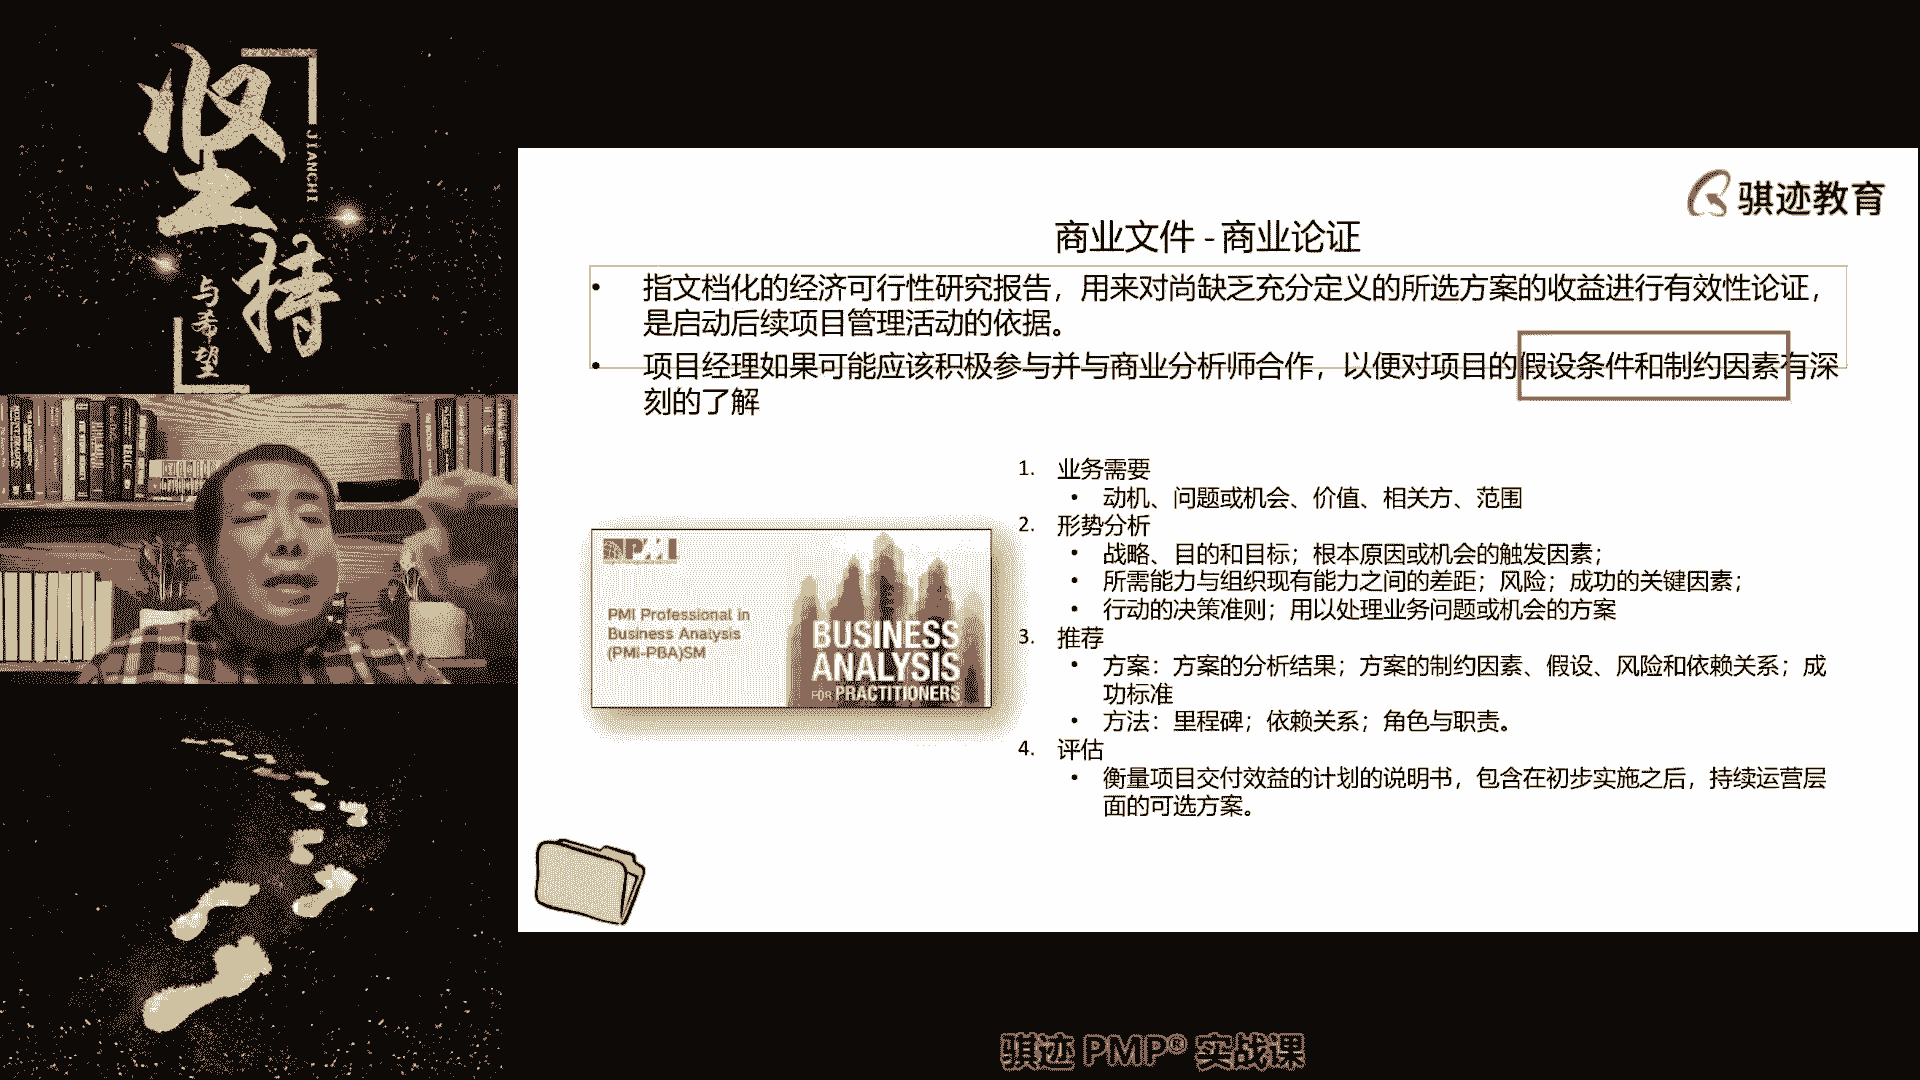 坚
JIANCHI
持
与希望
骐迹教育
商业文件 - 商业论证
• 指文档化的经济可行性研究报告，用来对尚缺乏充分定义的所选方案的收益进行有效性论证，
是启动后续项目管理活动的依据。
• 项目经理如果可能应该积极参与并与商业分析师合作，以便对项目的假设条件和制约因素有深
刻的了解
1. 业务需要
• 动机、问题或机会、价值、相关方、范围
2. 形势分析
• 战略、目的和目标；根本原因或机会的触发因素；
• 所需能力与组织现有能力之间的差距；风险；成功的关键因素；
• 行动的决策准则；用以处理业务问题或机会的方案
3. 推荐
• 方案：方案的分析结果；方案的制约因素、假设、风险和依赖关系；成
功标准
• 方法：里程碑；依赖关系；角色与职责。
4. 评估
• 衡量项目交付效益的计划的说明书，包含在初步实施之后，持续运营层
面的可选方案。
PMI
PMI Professional in
Business Analysis
(PMI-PBA)SM
BUSINESS
ANALYSIS
FOR PRACTITIONERS
骐迹 PMP® 实战课